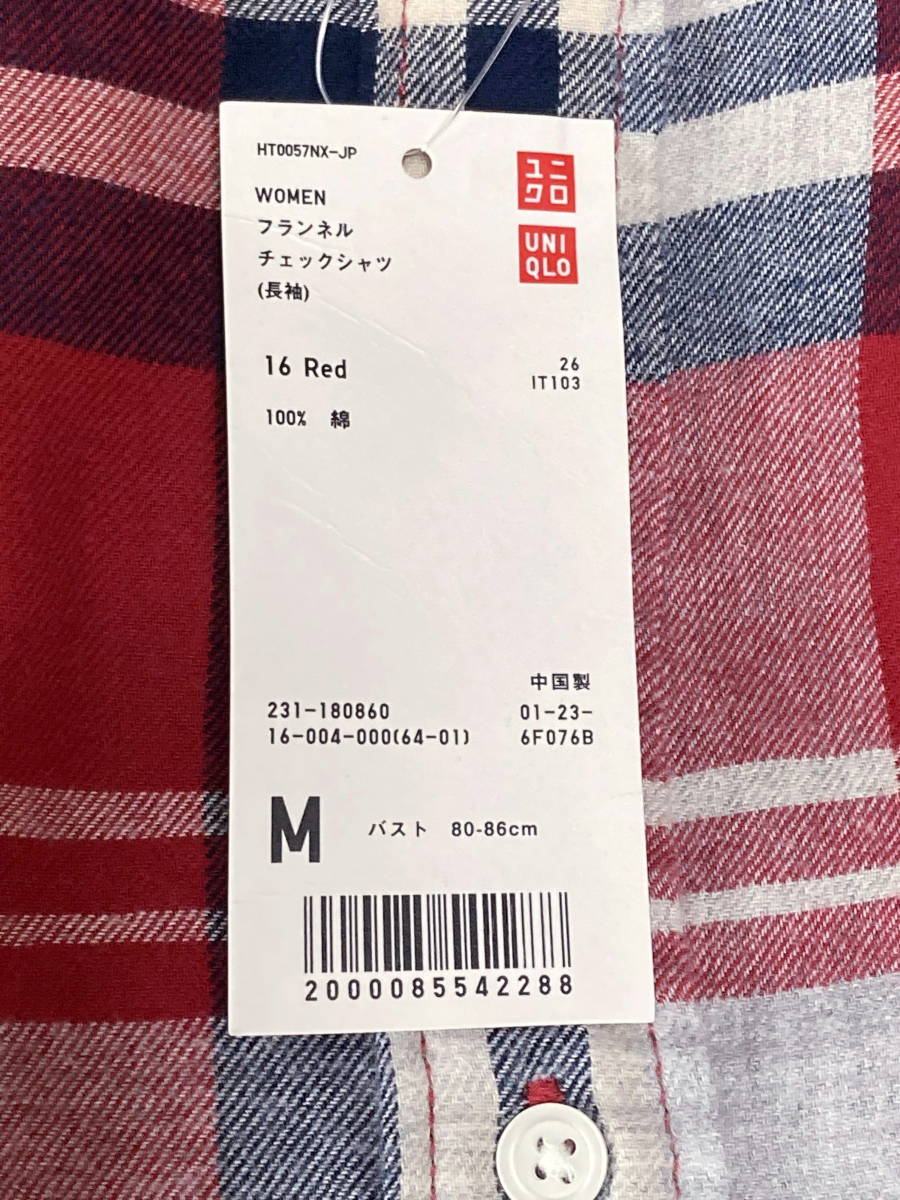 HT0057NX-JP
ユニ
クロ
UNI
QLO
WOMEN
フランネル
チェックシャツ
(長袖)
16 Red
26
IT103
100% 綿
中国製
231-180860
01-23-
16-004-000(64-01)
6F076B
M バスト 80-86cm
2000085542288